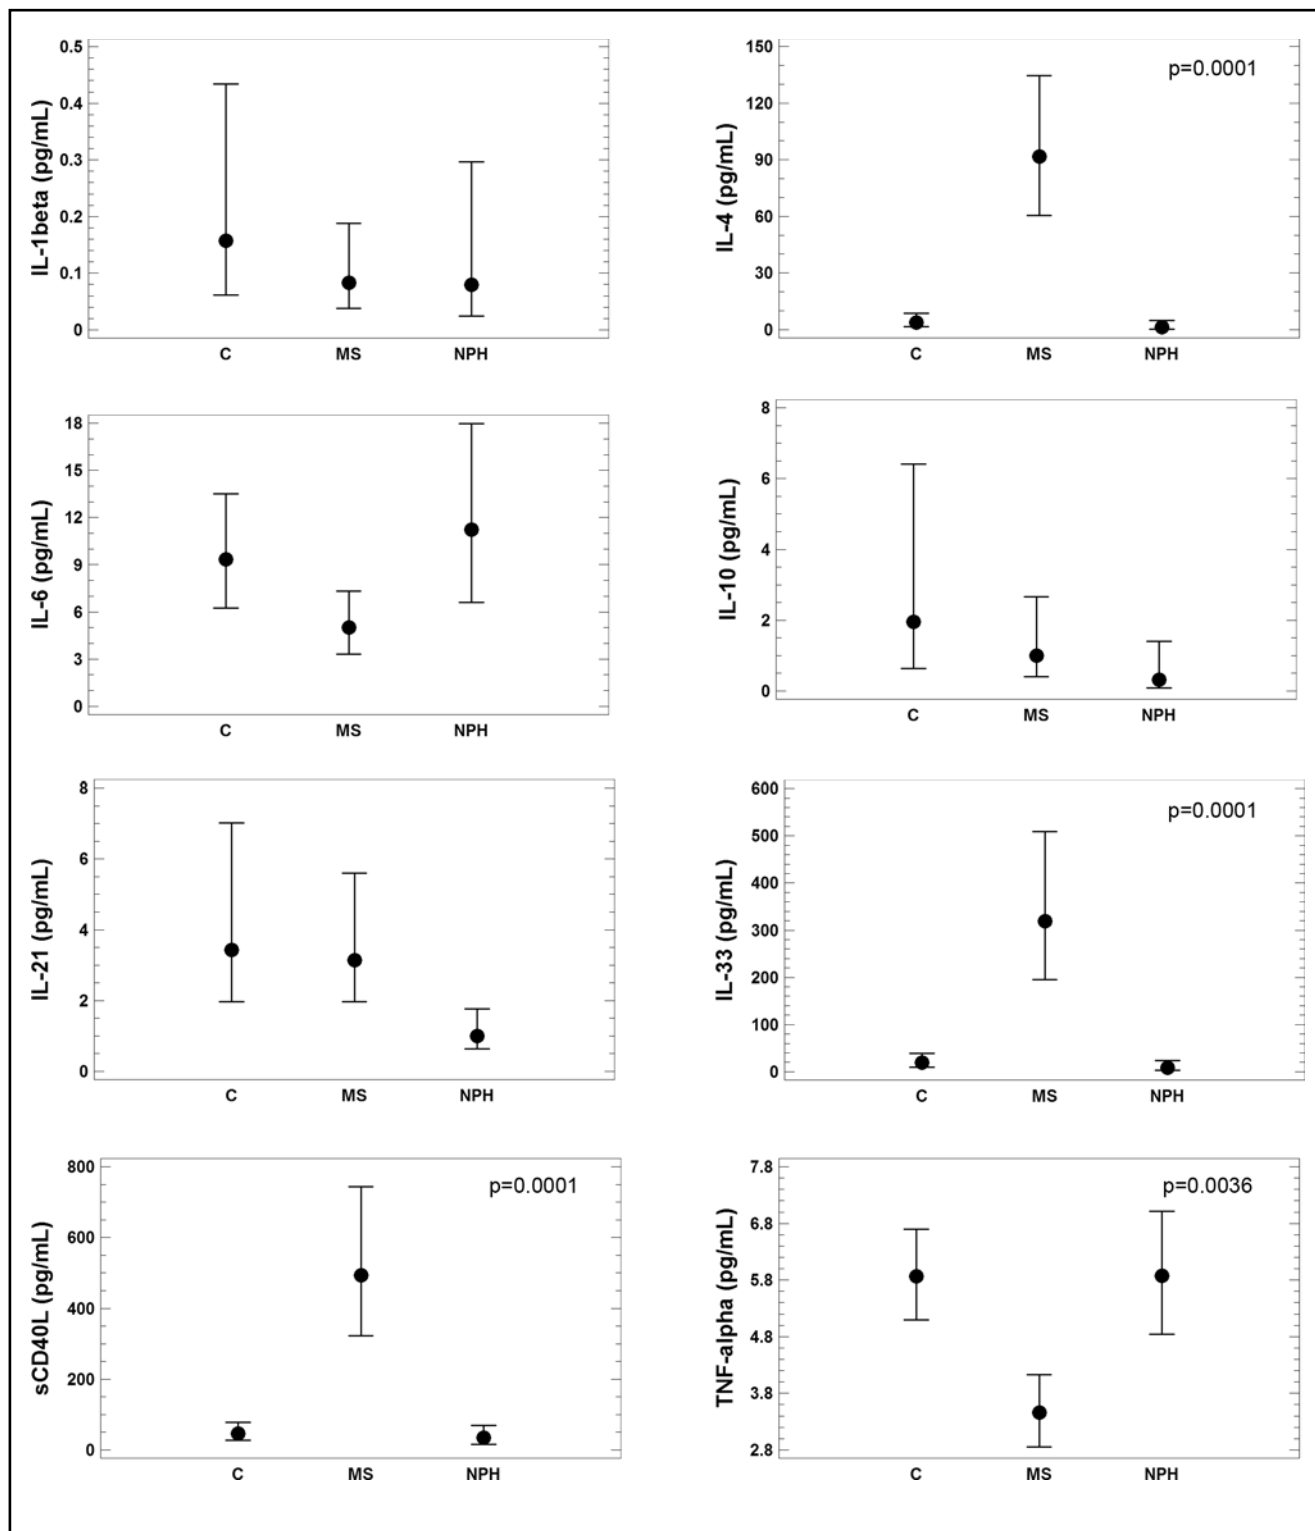 IL-1beta (pg/mL)
0.5
0.4
0.3
0.2
0.1
0
C MS NPH
IL-4 (pg/mL)
150
120
90
60
30
0
p=0.0001
C MS NPH
IL-6 (pg/mL)
18
15
12
9
6
3
0
C MS NPH
IL-10 (pg/mL)
8
6
4
2
0
C MS NPH
IL-21 (pg/mL)
8
6
4
2
0
C MS NPH
IL-33 (pg/mL)
600
500
400
300
200
100
0
p=0.0001
C MS NPH
sCD40L (pg/mL)
800
600
400
200
0
p=0.0001
C MS NPH
TNF-alpha (pg/mL)
7.8
6.8
5.8
4.8
3.8
2.8
p=0.0036
C MS NPH